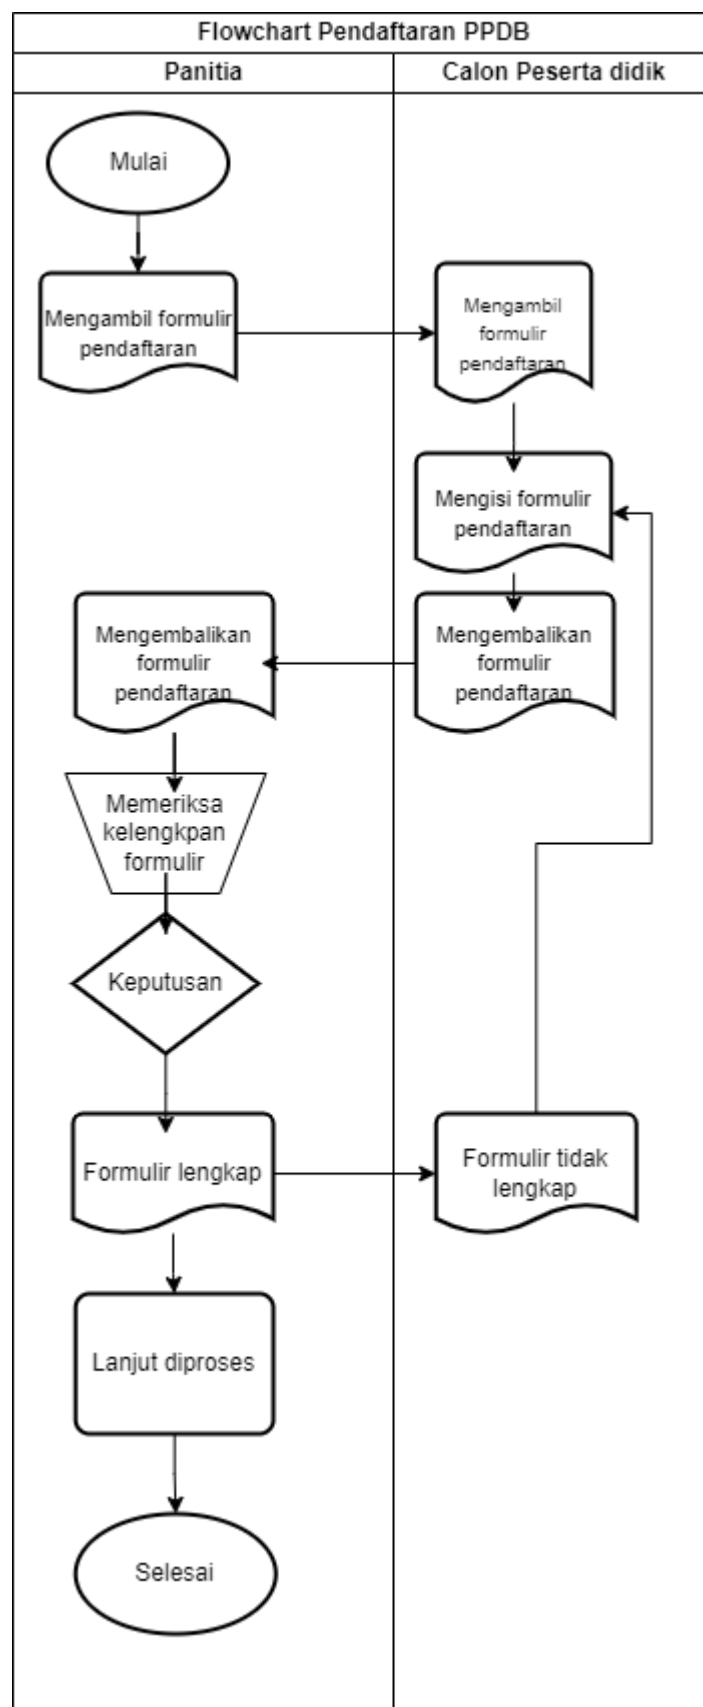 Flowchart Pendaftaran PPDB
Panitia
Calon Peserta didik
Mulai
Mengambil formulir
pendaftaran
Mengambil
formulir
pendaftaran
Mengisi formulir
pendaftaran
Mengembalikan
formulir
pendaftaran
Mengembalikan
formulir
pendaftaran
Memeriksa
kelengkpan
formulir
Keputusan
Formulir lengkap
Formulir tidak
lengkap
Lanjut diproses
Selesai